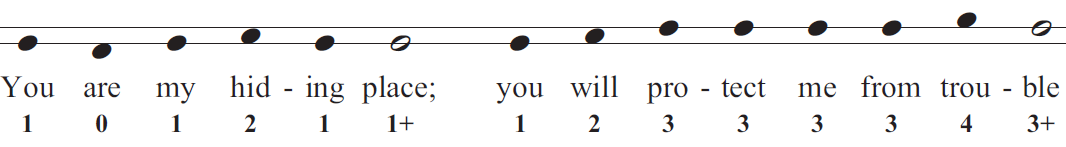 You are my hid - ing place; you will pro - tect me from trou - ble
1 0 1 2 1 1+ 1 2 3 3 3 3 4 3+